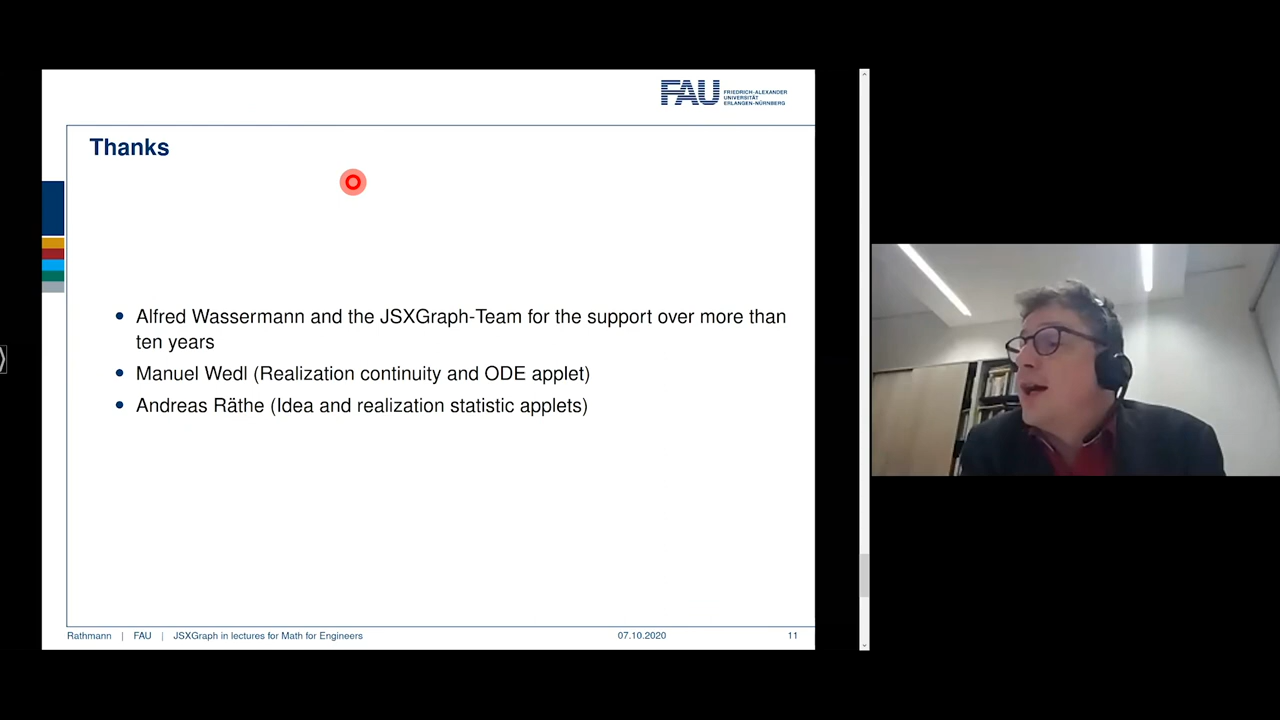 FAU FRIEDRICH-ALEXANDER
UNIVERSITÄT
ERLANGEN-NÜRNBERG
Thanks
• Alfred Wassermann and the JSXGraph-Team for the support over more than
ten years
• Manuel Wedl (Realization continuity and ODE applet)
• Andreas Räthe (Idea and realization statistic applets)
Rathmann | FAU | JSXGraph in lectures for Math for Engineers 07.10.2020 11